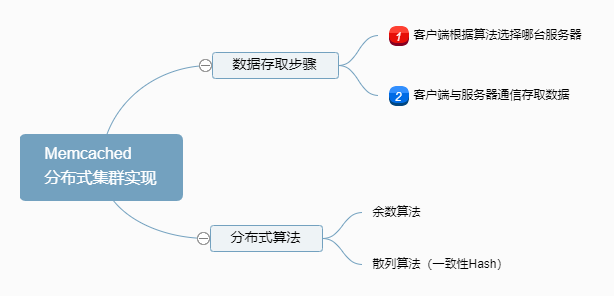 Memcached
分布式集群实现
数据存取步骤
1 客户端根据算法选择哪台服务器
2 客户端与服务器通信存取数据
分布式算法
余数算法
散列算法（一致性Hash）